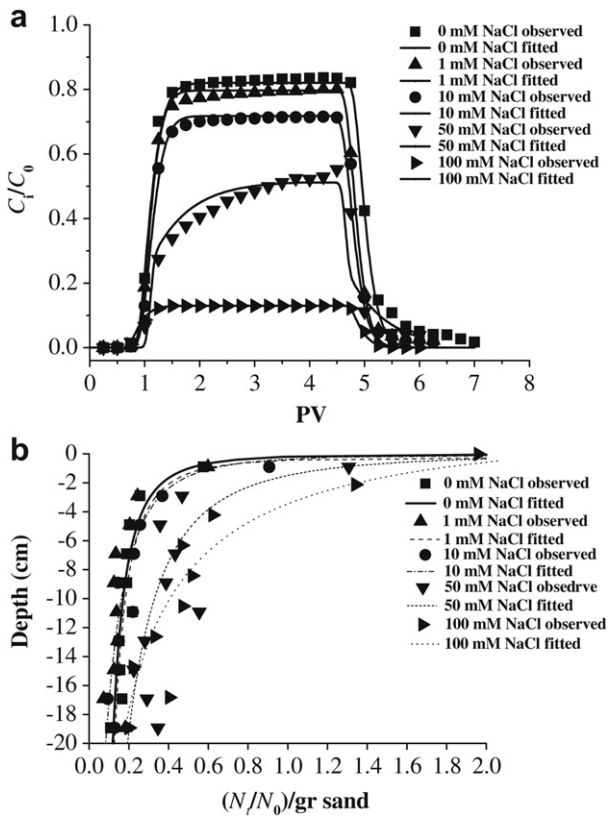 a
0 mM NaCl observed
0 mM NaCl fitted
1 mM NaCl observed
1 mM NaCl fitted
10 mM NaCl observed
10 mM NaCl fitted
50 mM NaCl observed
50 mM NaCl fitted
100 mM NaCl observed
100 mM NaCl fitted
1.0
0.8
0.6
0.4
0.2
0.0
Ci/C0
0 1 2 3 4 5 6 7 8
PV
b
0 mM NaCl observed
0 mM NaCl fitted
1 mM NaCl observed
1 mM NaCl fitted
10 mM NaCl observed
10 mM NaCl fitted
50 mM NaCl obsedrve
50 mM NaCl fitted
100 mM NaCl observed
100 mM NaCl fitted
0
-2
-4
-6
-8
-10
-12
-14
-16
-18
-20
Depth (cm)
0.0 0.2 0.4 0.6 0.8 1.0 1.2 1.4 1.6 1.8 2.0
(Nt/N0)/gr sand